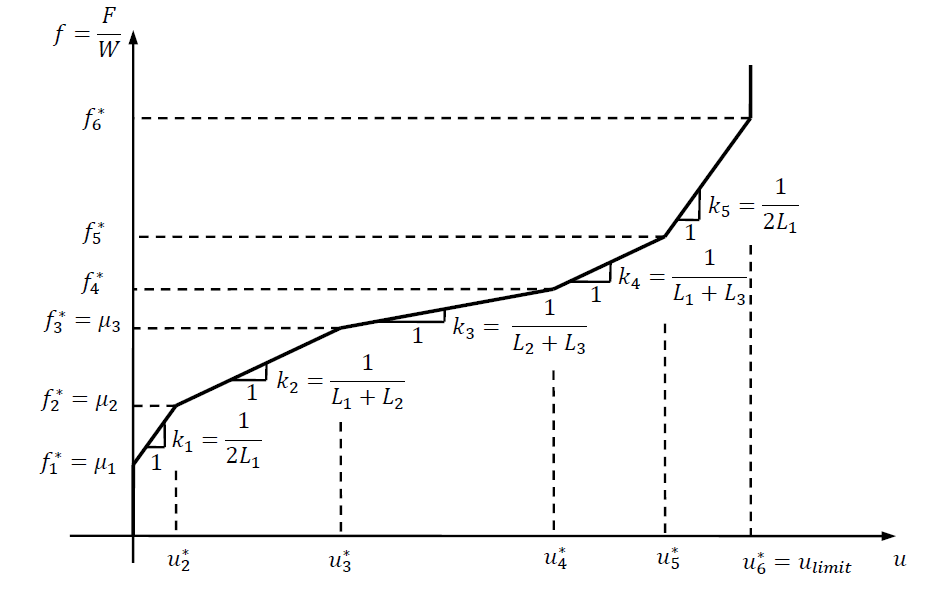 f = F/W
f₆*
f₅*
k₅ = 1/2L₁
1
f₄*
k₄ = 1/L₁ + L₃
1
f₃* = μ₃
k₃ = 1/L₂ + L₃
1
f₂* = μ₂
k₂ = 1/L₁ + L₂
1
f₁* = μ₁
k₁ = 1/2L₁
1
u₂* u₃* u₄* u₅* u₆* = u_limit u